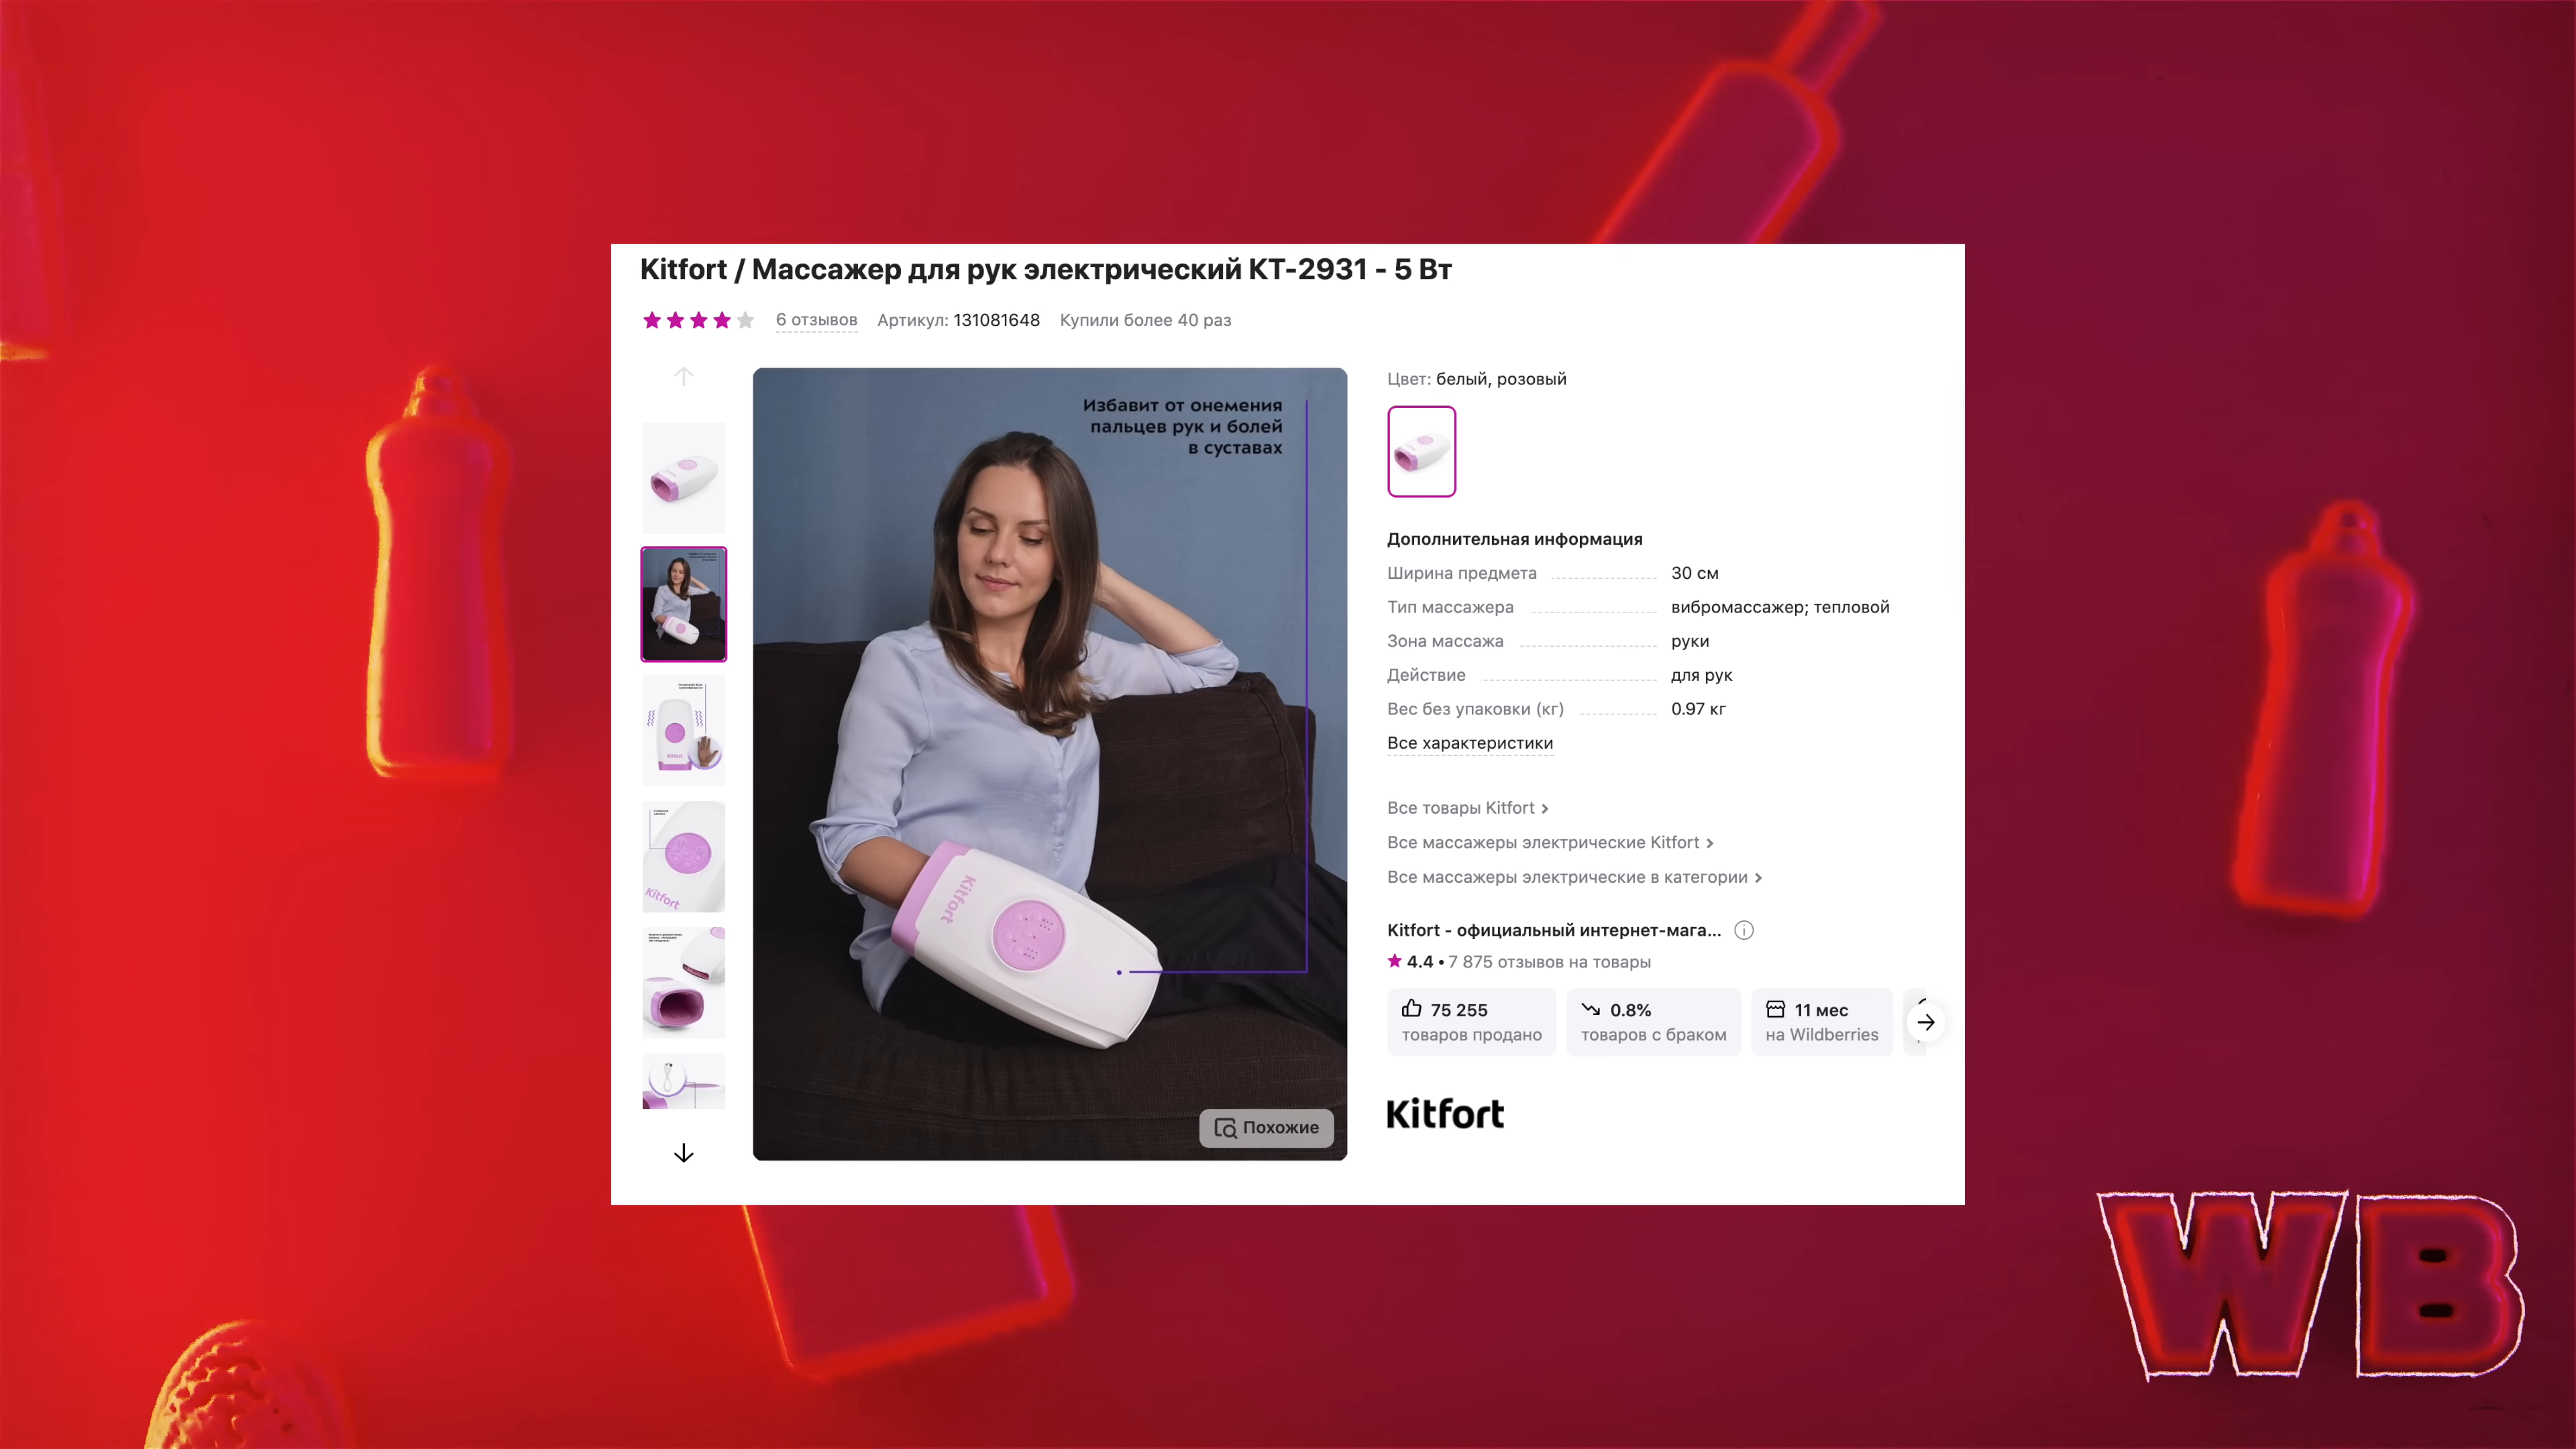 Kitfort / Массажер для рук электрический КТ-2931 - 5 Вт
6 отзывов Артикул: 131081648 Купили более 40 раз
Избавит от онемения
пальцев рук и болей
в суставах
Kitfort
Похожие
Kitfort
Цвет: белый, розовый
Дополнительная информация
Ширина предмета 30 см
Тип массажера вибромассажер; тепловой
Зона массажа руки
Действие для рук
Вес без упаковки (кг) 0.97 кг
Все характеристики
Все товары Kitfort
Все массажеры электрические Kitfort
Все массажеры электрические в категории
Kitfort - официальный интернет-мага...
4.4 • 7 875 отзывов на товары
75 255
товаров продано
0.8%
товаров с браком
11 мес
на Wildberries
Kitfort
WB